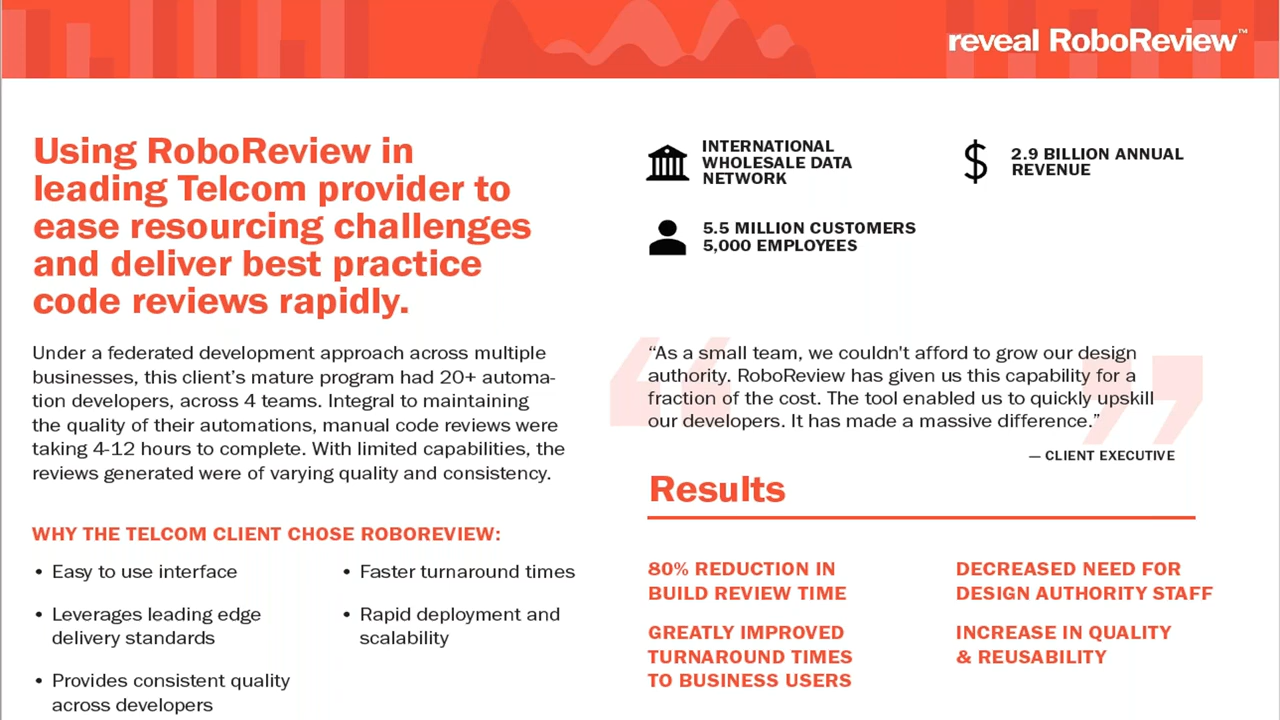 reveal RoboReview™
Using RoboReview in
leading Telcom provider to
ease resourcing challenges
and deliver best practice
code reviews rapidly.
Under a federated development approach across multiple
businesses, this client's mature program had 20+ automa-
tion developers, across 4 teams. Integral to maintaining
the quality of their automations, manual code reviews were
taking 4-12 hours to complete. With limited capabilities, the
reviews generated were of varying quality and consistency.
WHY THE TELCOM CLIENT CHOSE ROBOREVIEW:
• Easy to use interface
• Leverages leading edge
delivery standards
• Provides consistent quality
across developers
• Faster turnaround times
• Rapid deployment and
scalability
INTERNATIONAL
WHOLESALE DATA
NETWORK
$ 2.9 BILLION ANNUAL
REVENUE
5.5 MILLION CUSTOMERS
5,000 EMPLOYEES
“As a small team, we couldn't afford to grow our design
authority. RoboReview has given us this capability for a
fraction of the cost. The tool enabled us to quickly upskill
our developers. It has made a massive difference.”
— CLIENT EXECUTIVE
Results
80% REDUCTION IN
BUILD REVIEW TIME
GREATLY IMPROVED
TURNAROUND TIMES
TO BUSINESS USERS
DECREASED NEED FOR
DESIGN AUTHORITY STAFF
INCREASE IN QUALITY
& REUSABILITY